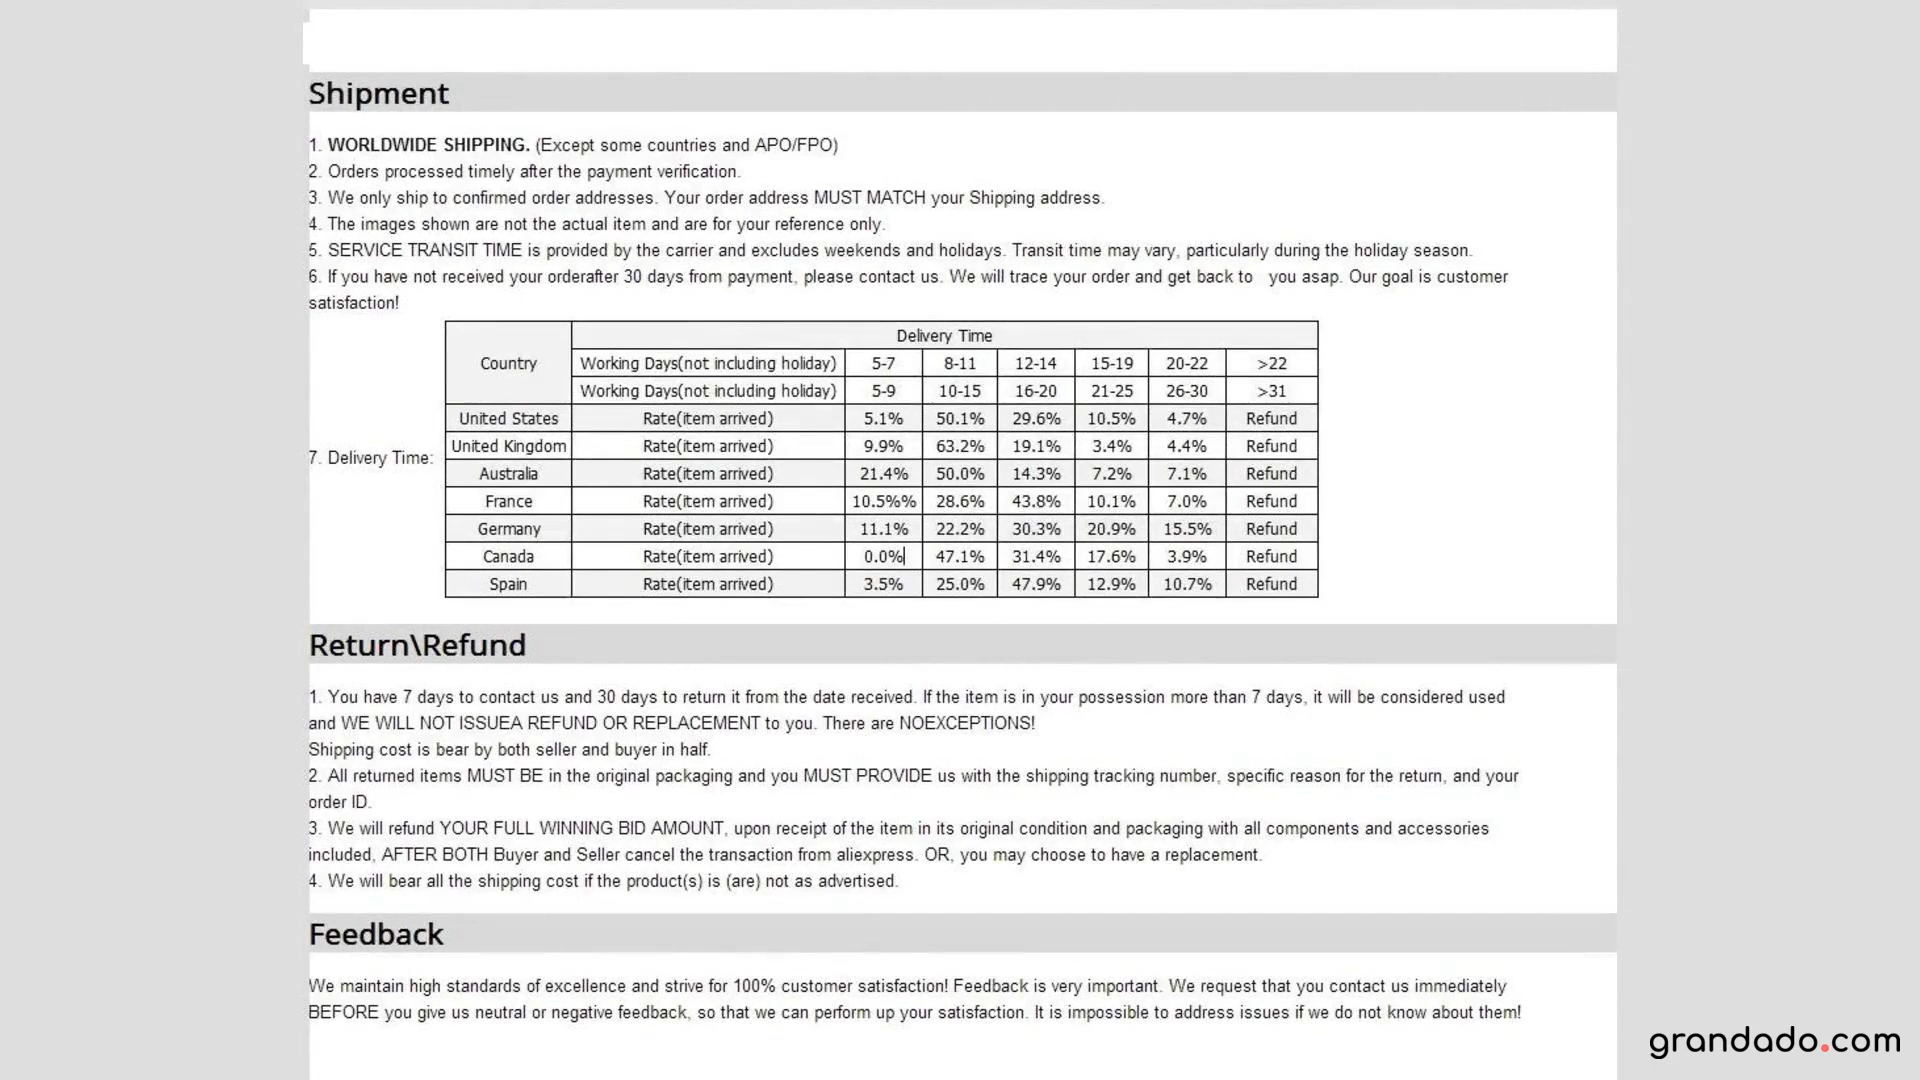 Shipment
1. WORLDWIDE SHIPPING. (Except some countries and APO/FPO)
2. Orders processed timely after the payment verification.
3. We only ship to confirmed order addresses. Your order address MUST MATCH your Shipping address.
4. The images shown are not the actual item and are for your reference only.
5. SERVICE TRANSIT TIME is provided by the carrier and excludes weekends and holidays. Transit time may vary, particularly during the holiday season.
6. If you have not received your orderafter 30 days from payment, please contact us. We will trace your order and get back to you asap. Our goal is customer
satisfaction!
7. Delivery Time:
Country Delivery Time
Working Days(not including holiday) 5-7 8-11 12-14 15-19 20-22 >22
Working Days(not including holiday) 5-9 10-15 16-20 21-25 26-30 >31
United States Rate(item arrived) 5.1% 50.1% 29.6% 10.5% 4.7% Refund
United Kingdom Rate(item arrived) 9.9% 63.2% 19.1% 3.4% 4.4% Refund
Australia Rate(item arrived) 21.4% 50.0% 14.3% 7.2% 7.1% Refund
France Rate(item arrived) 10.5%% 28.6% 43.8% 10.1% 7.0% Refund
Germany Rate(item arrived) 11.1% 22.2% 30.3% 20.9% 15.5% Refund
Canada Rate(item arrived) 0.0% 47.1% 31.4% 17.6% 3.9% Refund
Spain Rate(item arrived) 3.5% 25.0% 47.9% 12.9% 10.7% Refund
Return\Refund
1. You have 7 days to contact us and 30 days to return it from the date received. If the item is in your possession more than 7 days, it will be considered used
and WE WILL NOT ISSUEA REFUND OR REPLACEMENT to you. There are NOEXCEPTIONS!
Shipping cost is bear by both seller and buyer in half.
2. All returned items MUST BE in the original packaging and you MUST PROVIDE us with the shipping tracking number, specific reason for the return, and your
order ID.
3. We will refund YOUR FULL WINNING BID AMOUNT, upon receipt of the item in its original condition and packaging with all components and accessories
included, AFTER BOTH Buyer and Seller cancel the transaction from aliexpress. OR, you may choose to have a replacement.
4. We will bear all the shipping cost if the product(s) is (are) not as advertised.
Feedback
We maintain high standards of excellence and strive for 100% customer satisfaction! Feedback is very important. We request that you contact us immediately
BEFORE you give us neutral or negative feedback, so that we can perform up your satisfaction. It is impossible to address issues if we do not know about them!
grandado.com